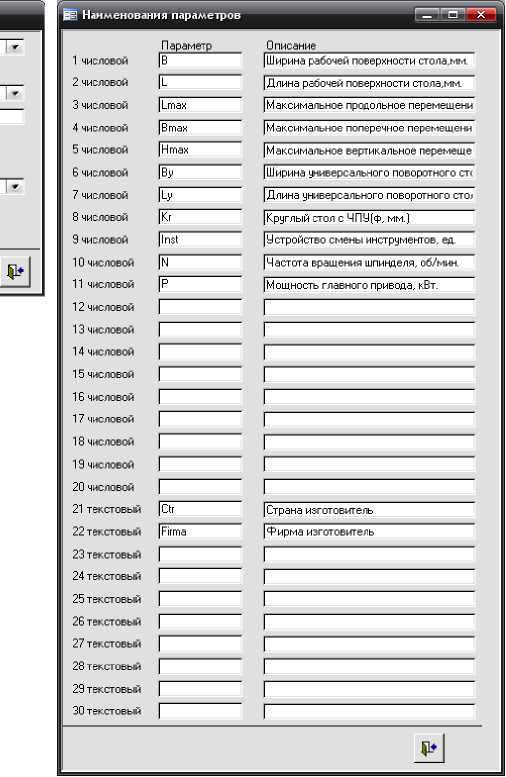 Наименования параметров
Параметр Описание
1 числовой B Ширина рабочей поверхности стола,мм.
2 числовой L Длина рабочей поверхности стола,мм.
3 числовой Lmax Максимальное продольное перемещени
4 числовой Bmax Максимальное поперечное перемещени
5 числовой Hmax Максимальное вертикальное перемеще
6 числовой By Ширина универсального поворотного сто
7 числовой Ly Длина универсального поворотного стол
8 числовой Kr Круглый стол с ЧПУ(ф, мм.)
9 числовой Inst Устройство смены инструментов, ед.
10 числовой N Частота вращения шпинделя, об/мин.
11 числовой P Мощность главного привода, кВт.
12 числовой
13 числовой
14 числовой
15 числовой
16 числовой
17 числовой
18 числовой
19 числовой
20 числовой
21 текстовый Ctr Страна изготовитель
22 текстовый Firma Фирма изготовитель
23 текстовый
24 текстовый
25 текстовый
26 текстовый
27 текстовый
28 текстовый
29 текстовый
30 текстовый